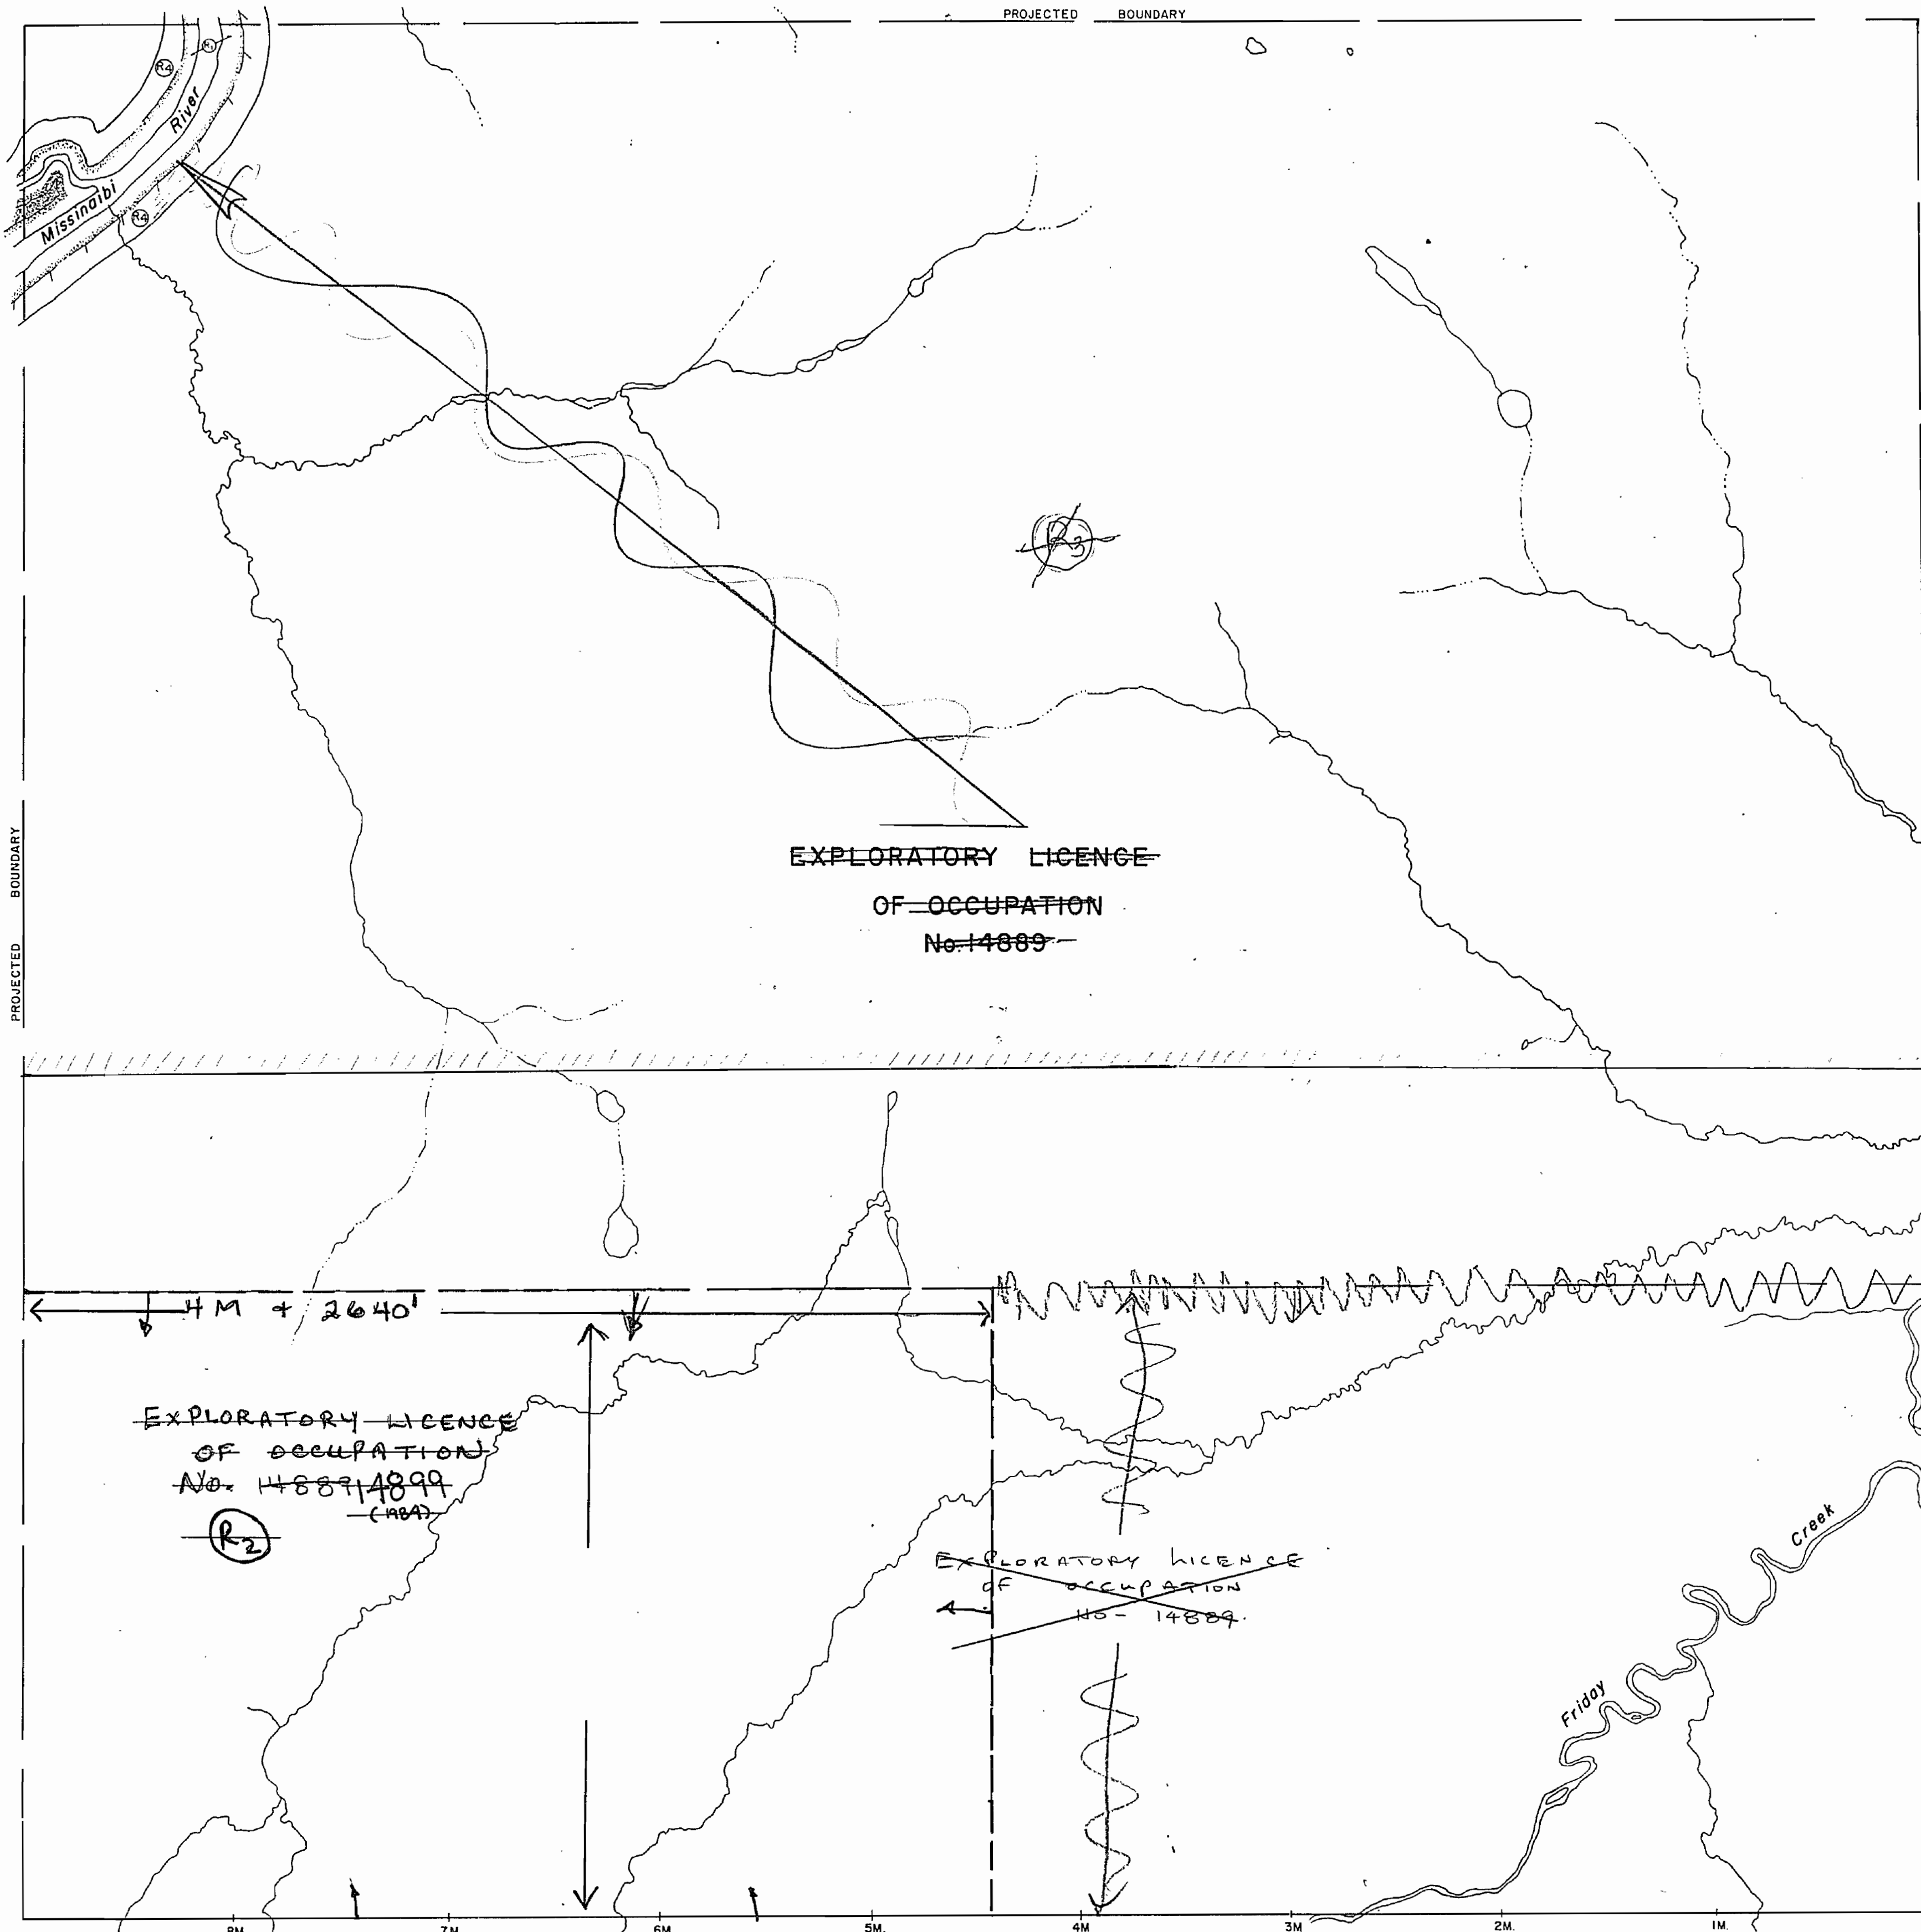 PROJECTED BOUNDARY
R1
R4
River
Missinaibi
R4
R3
EXPLORATORY LICENCE
OF OCCUPATION
No. 14889
PROJECTED BOUNDARY
4 M + 2640'
EXPLORATORY LICENCE
OF OCCUPATION
No. 14889 14899
(1984)
R2
EXPLORATORY LICENCE
OF OCCUPATION
NO- 14889.
Creek
Friday
8M 7M 6M 5M. 4M 3M 2M. 1M.